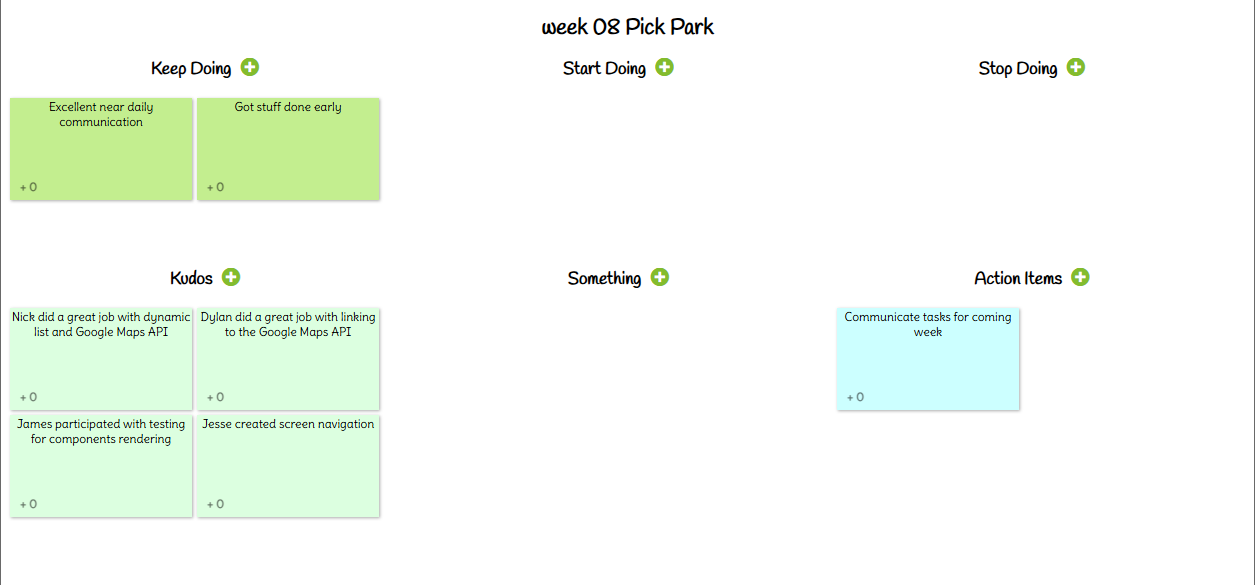 week 08 Pick Park
Keep Doing
Start Doing
Stop Doing
Excellent near daily
communication
+ 0
Got stuff done early
+ 0
Kudos
Something
Action Items
Nick did a great job with dynamic
list and Google Maps API
+ 0
Dylan did a great job with linking
to the Google Maps API
+ 0
Communicate tasks for coming
week
+ 0
James participated with testing
for components rendering
+ 0
Jesse created screen navigation
+ 0